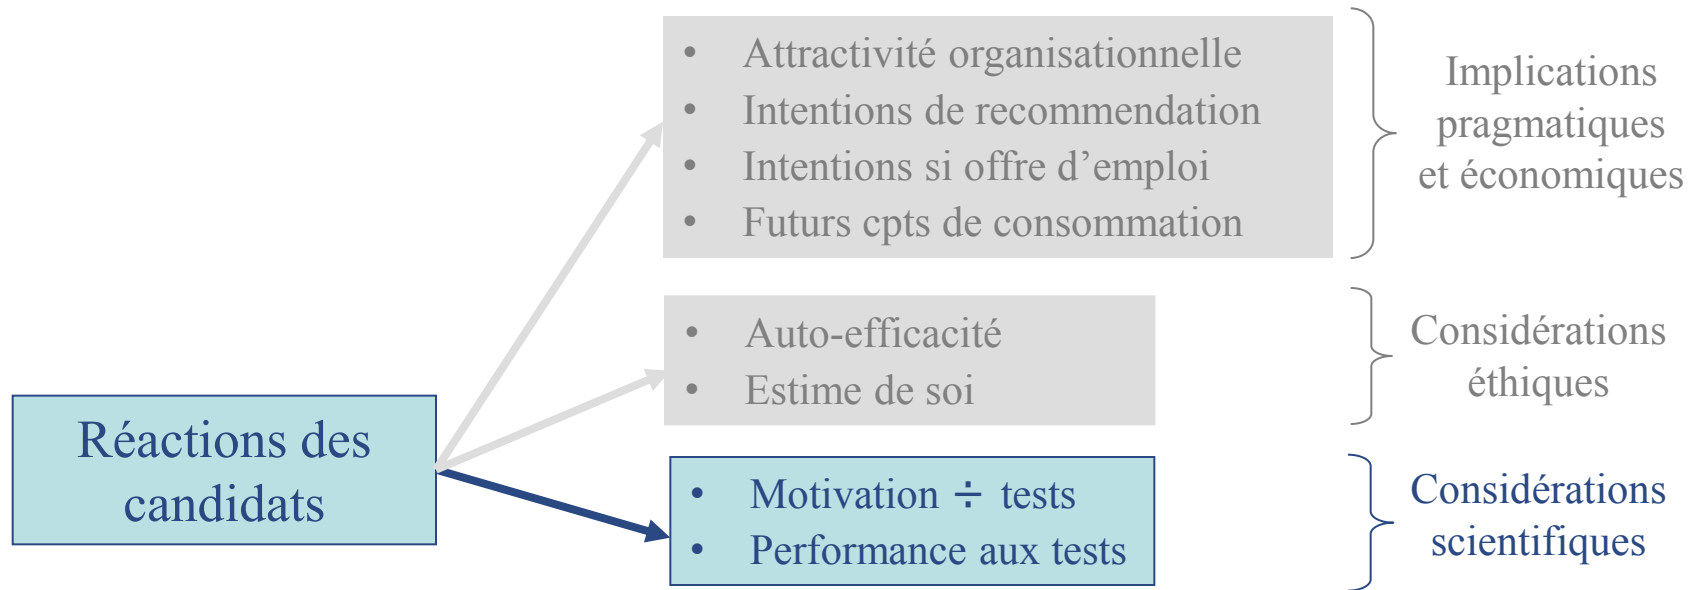 • Attractivité organisationnelle
• Intentions de recommendation
• Intentions si offre d’emploi
• Futurs cpts de consommation
Implications
pragmatiques
et économiques
• Auto-efficacité
• Estime de soi
Considérations
éthiques
Réactions des
candidats
• Motivation ÷ tests
• Performance aux tests
Considérations
scientifiques